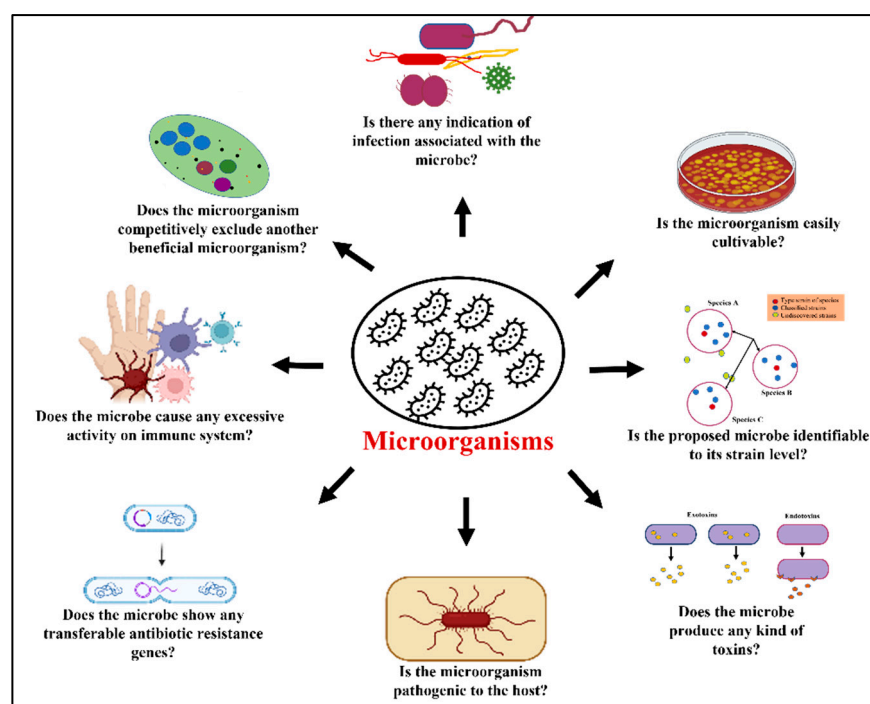 Is there any indication of
infection associated with the
microbe?
Does the microorganism
competitively exclude another
beneficial microorganism?
Is the microorganism easily
cultivable?
Species A
Type strain of species
Classified strains
Undiscovered strains
Species B
Species C
Is the proposed microbe identifiable
to its strain level?
Does the microbe cause any excessive
activity on immune system?
Microorganisms
Exotoxins
Endotoxins
Does the microbe
produce any kind of
toxins?
Does the microbe show any
transferable antibiotic resistance
genes?
Is the microorganism
pathogenic to the host?